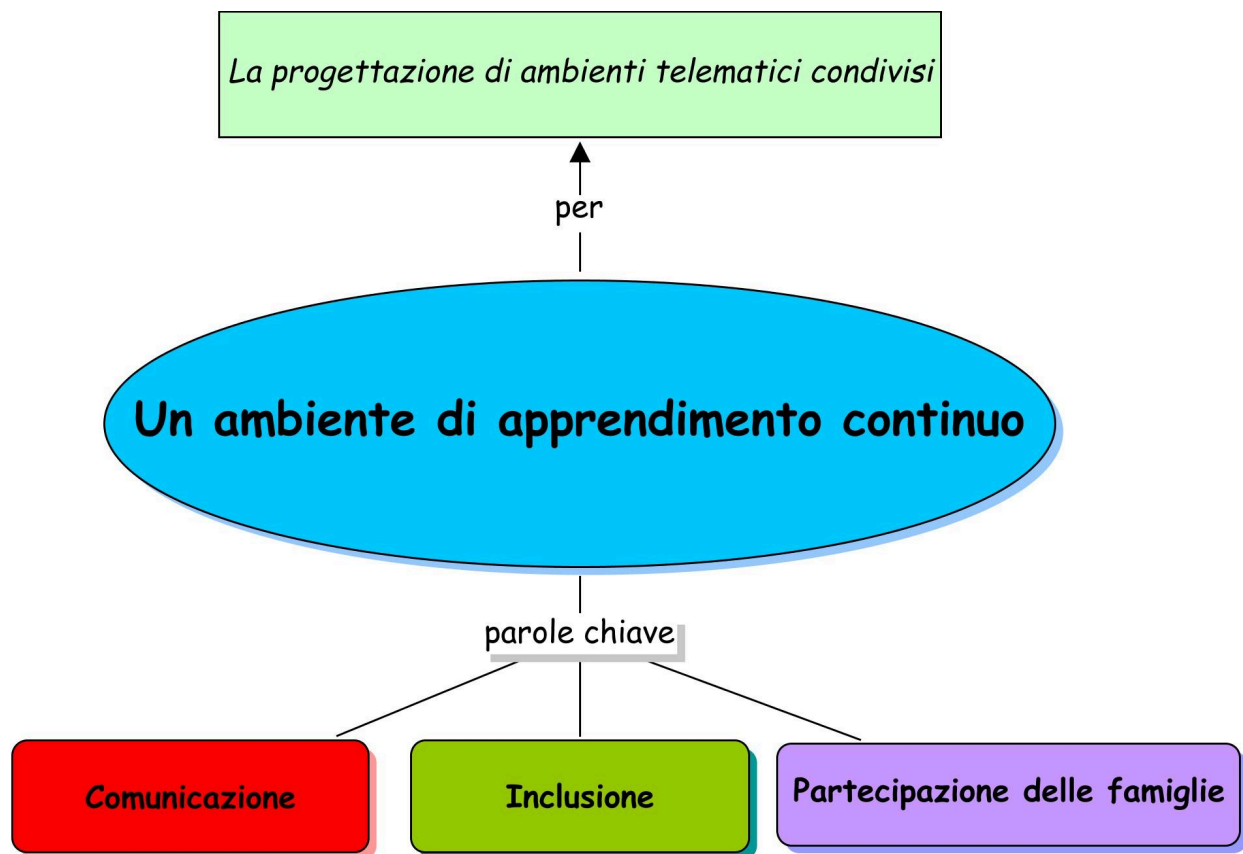 La progettazione di ambienti telematici condivisi
per
Un ambiente di apprendimento continuo
parole chiave
Comunicazione
Inclusione
Partecipazione delle famiglie